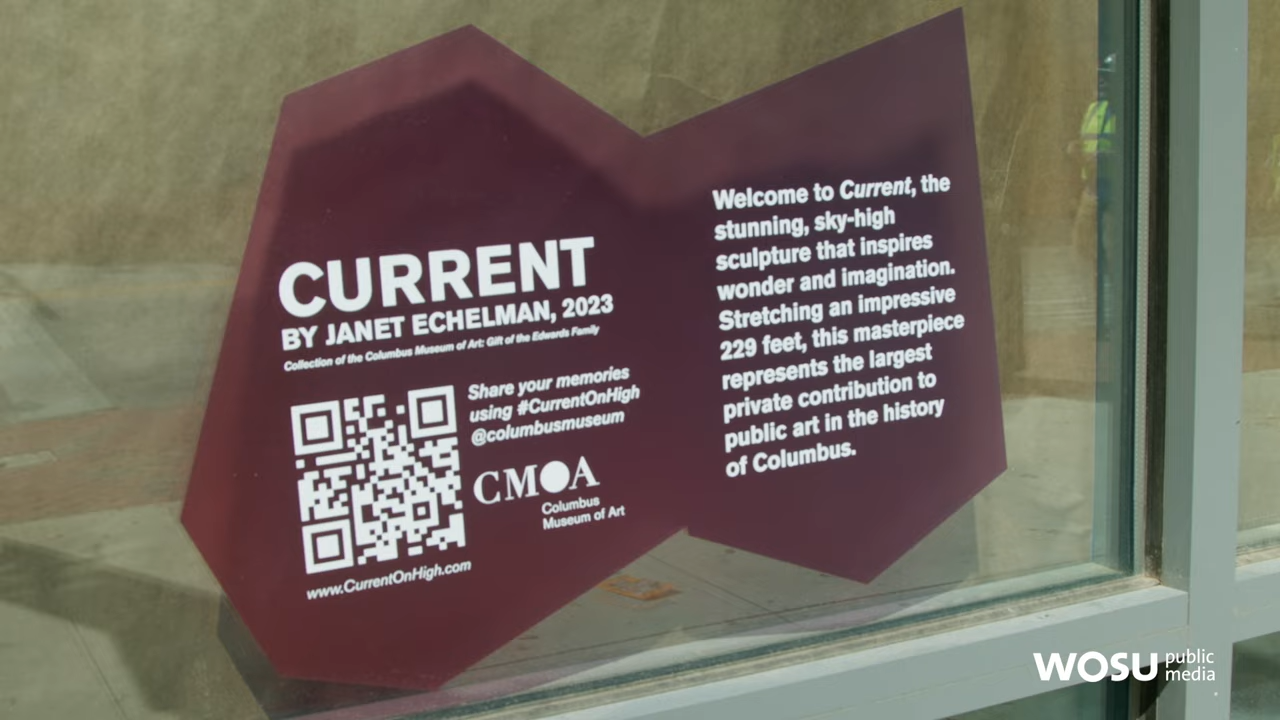 CURRENT
BY JANET ECHELMAN, 2023
Collection of the Columbus Museum of Art: Gift of the Edwards Family
Share your memories
using #CurrentOnHigh
@columbusmuseum
CMOA
Columbus
Museum of Art
www.CurrentOnHigh.com
Welcome to Current, the
stunning, sky-high
sculpture that inspires
wonder and imagination.
Stretching an impressive
229 feet, this masterpiece
represents the largest
private contribution to
public art in the history
of Columbus.
WOSU public
media